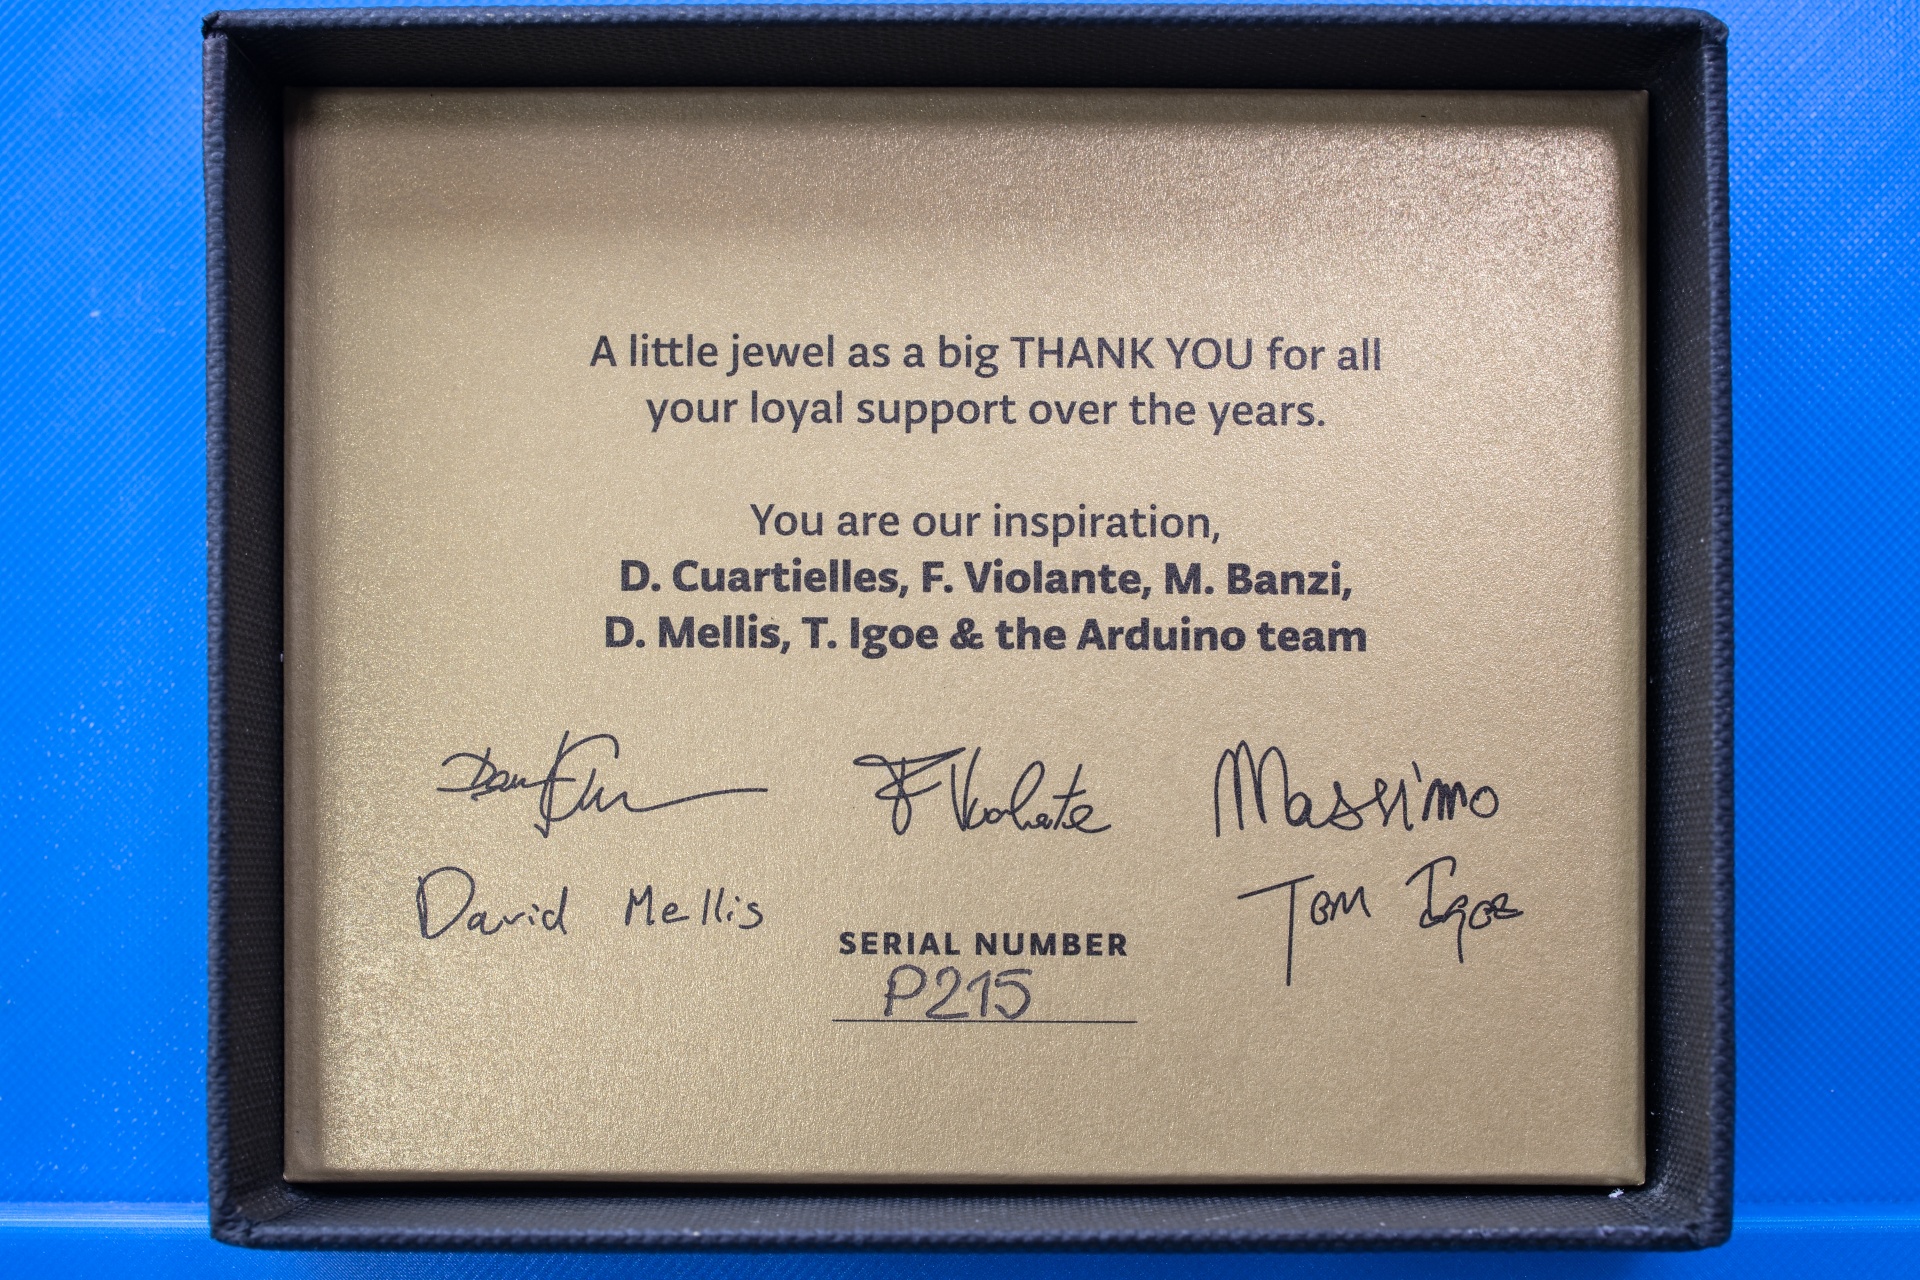 A little jewel as a big THANK YOU for all
your loyal support over the years.
You are our inspiration,
D. Cuartielles, F. Violante, M. Banzi,
D. Mellis, T. Igoe & the Arduino team
F Violante Massimo
David Mellis Tom Igoe
SERIAL NUMBER
P215